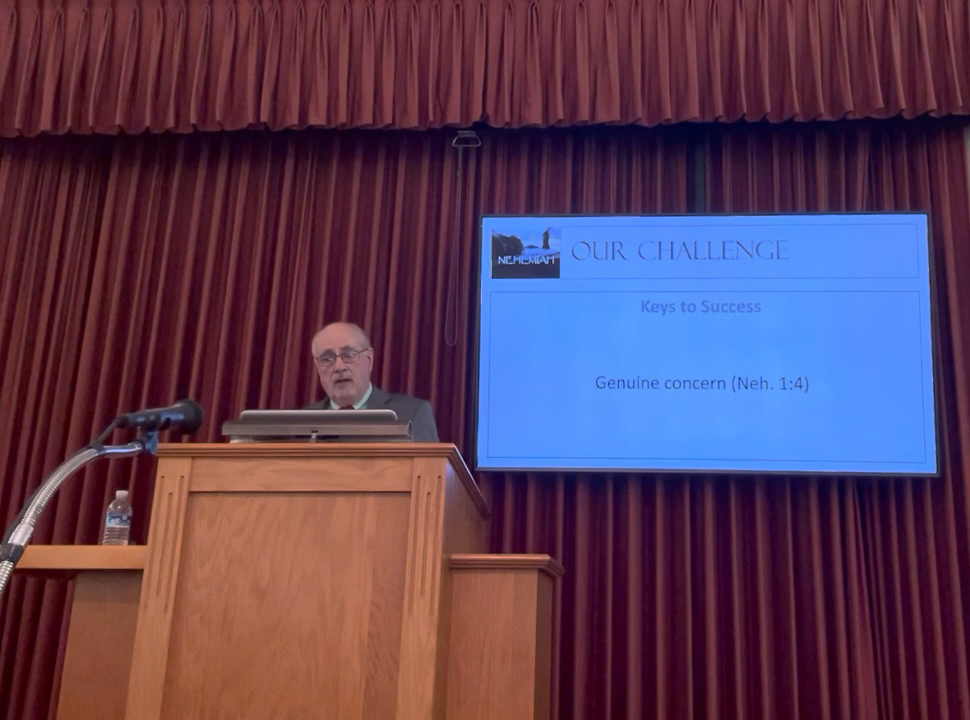 NEHEMIAH
OUR CHALLENGE
Keys to Success
Genuine concern (Neh. 1:4)